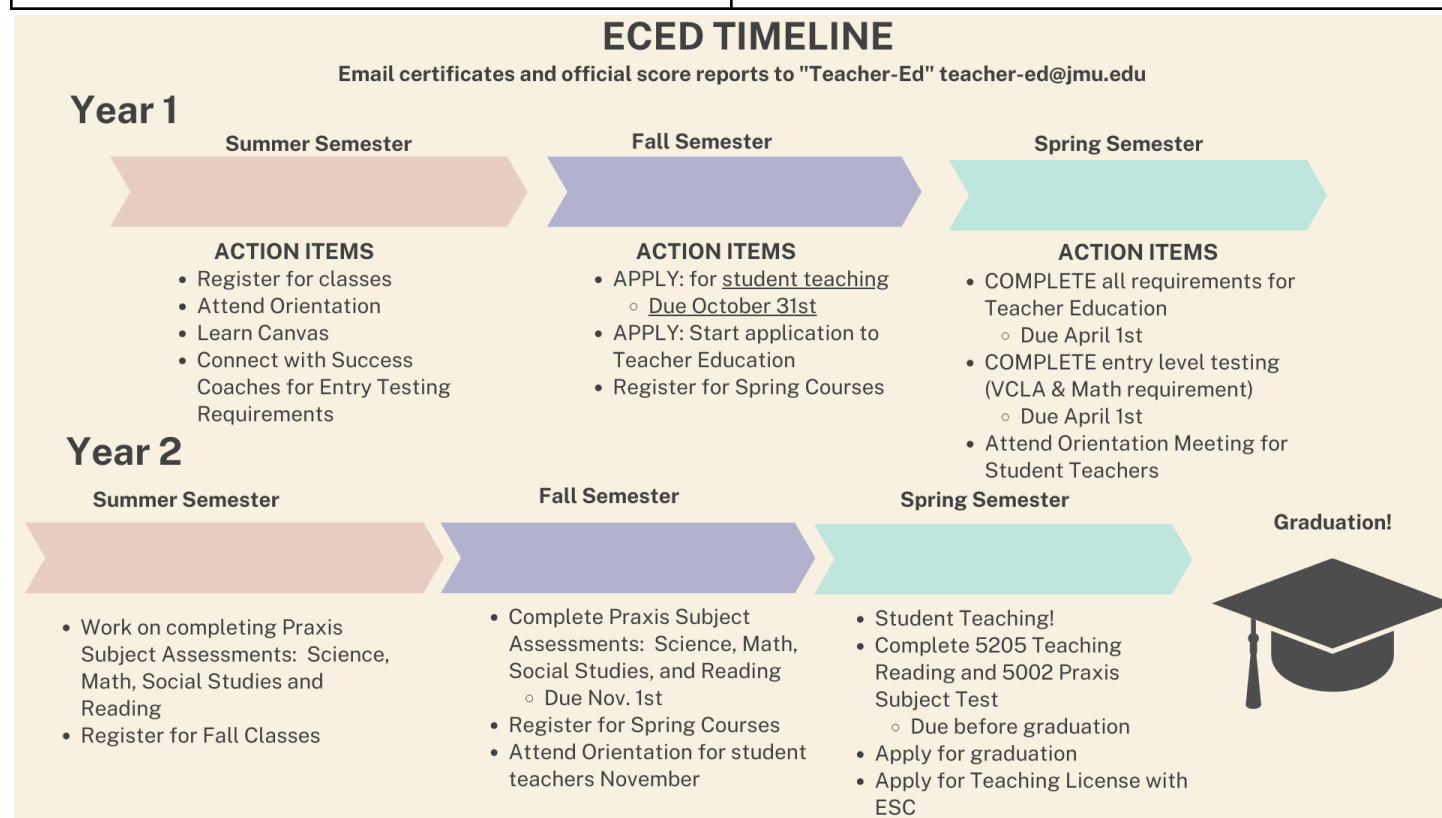 ECED TIMELINE
Email certificates and official score reports to "Teacher-Ed" teacher-ed@jmu.edu
Year 1
Summer Semester
ACTION ITEMS
• Register for classes
• Attend Orientation
• Learn Canvas
• Connect with Success
Coaches for Entry Testing
Requirements
Fall Semester
ACTION ITEMS
• APPLY: for student teaching
○ Due October 31st
• APPLY: Start application to
Teacher Education
• Register for Spring Courses
Spring Semester
ACTION ITEMS
• COMPLETE all requirements for
Teacher Education
○ Due April 1st
• COMPLETE entry level testing
(VCLA & Math requirement)
○ Due April 1st
• Attend Orientation Meeting for
Student Teachers
Year 2
Summer Semester
• Work on completing Praxis
Subject Assessments:  Science,
Math, Social Studies and
Reading
• Register for Fall Classes
Fall Semester
• Complete Praxis Subject
Assessments:  Science, Math,
Social Studies, and Reading
○ Due Nov. 1st
• Register for Spring Courses
• Attend Orientation for student
teachers November
Spring Semester
• Student Teaching!
• Complete 5205 Teaching
Reading and 5002 Praxis
Subject Test
○ Due before graduation
• Apply for graduation
• Apply for Teaching License with
ESC
Graduation!